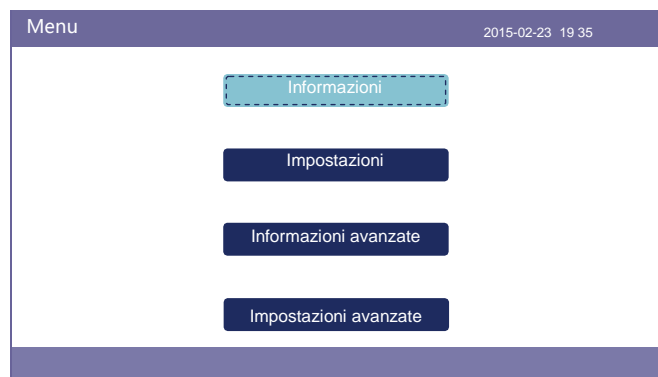 Menu
2015-02-23 19 35
Informazioni
Impostazioni
Informazioni avanzate
Impostazioni avanzate